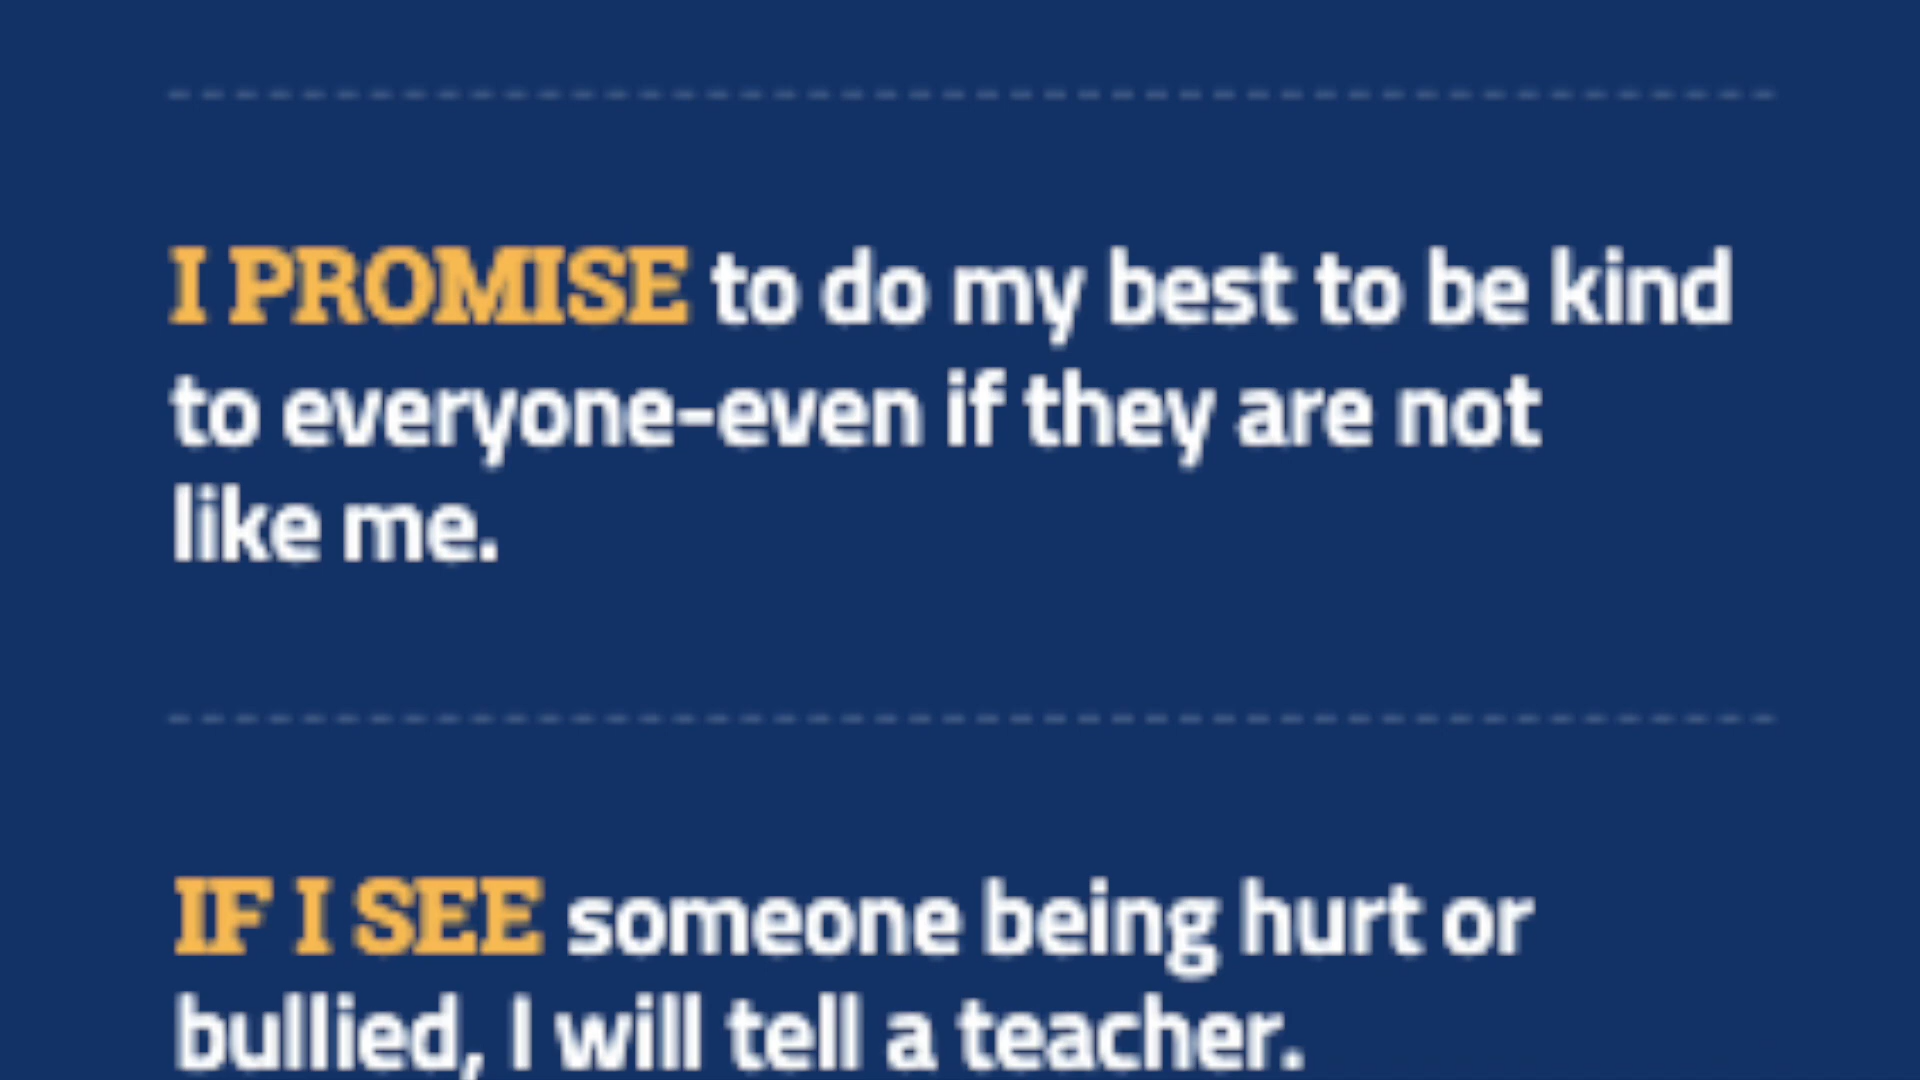 I PROMISE to do my best to be kind
to everyone-even if they are not
like me.
IF I SEE someone being hurt or
bullied, I will tell a teacher.